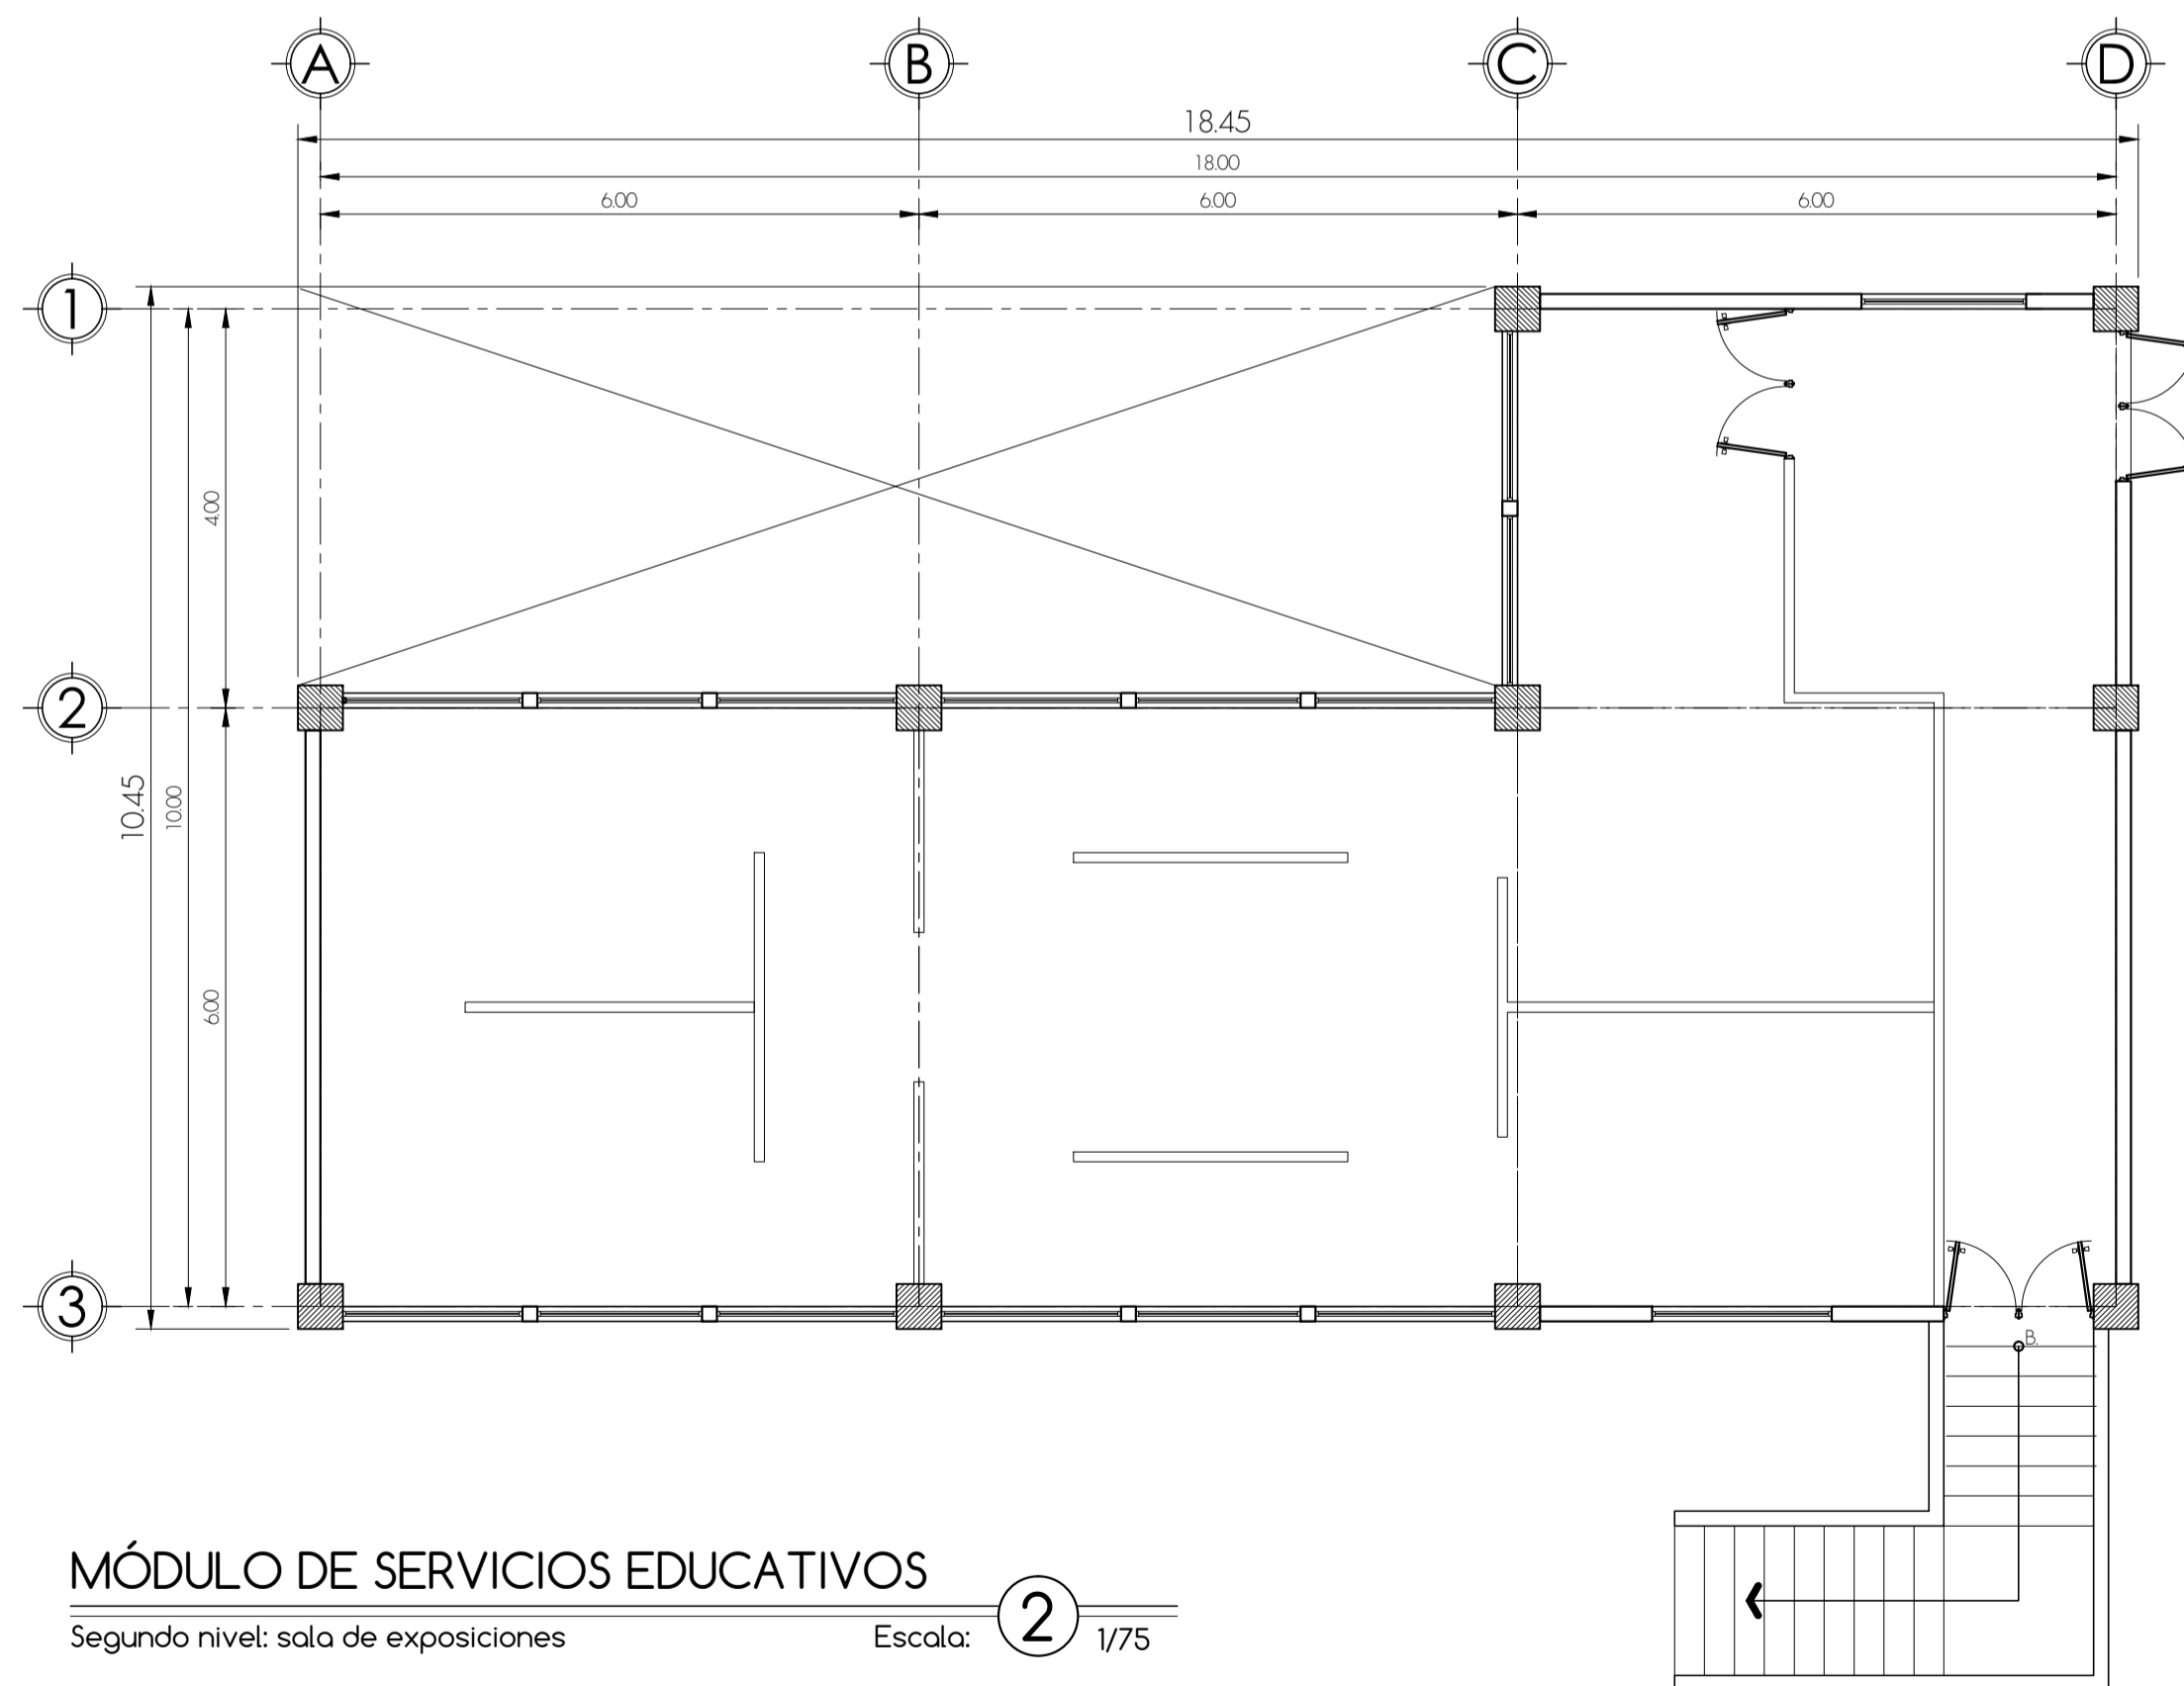 A B C D
18.45
18.00
6.00 6.00 6.00
1
4.00
2
10.45
10.00
6.00
3
B.
MÓDULO DE SERVICIOS EDUCATIVOS
Segundo nivel: sala de exposiciones Escala: 2 1/75